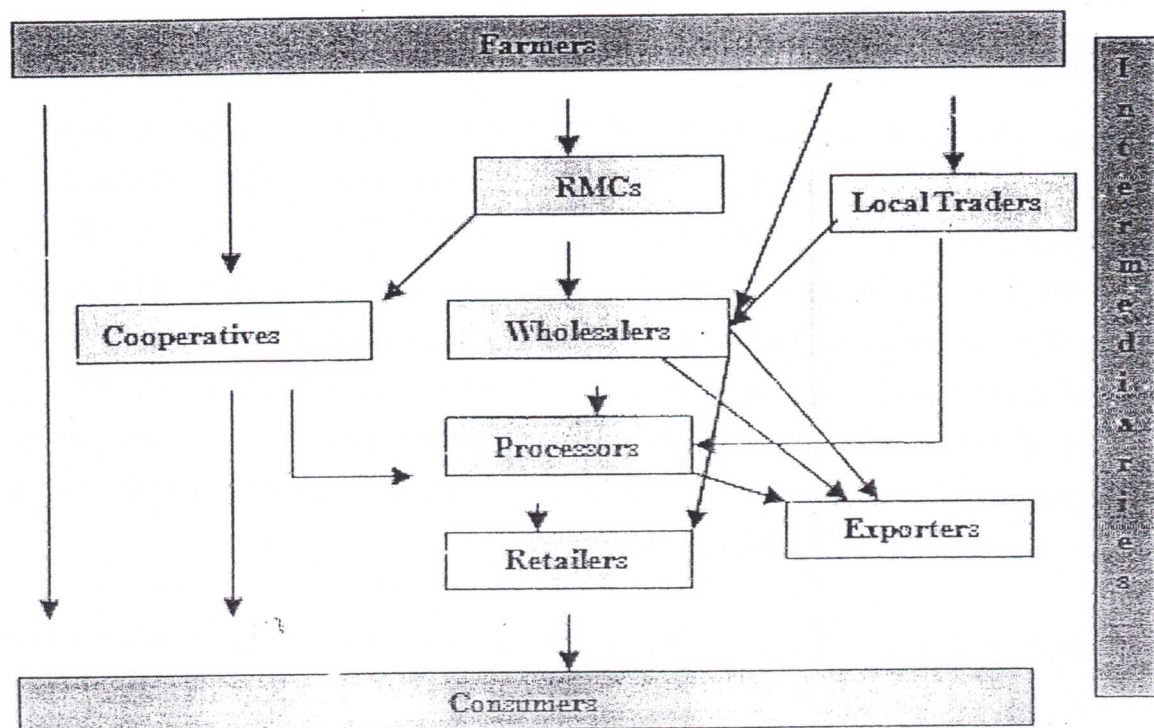 Farmers
RMCs
Local Traders
Cooperatives
Wholesalers
Processors
Exporters
Retailers
Consumers
Intermediaries